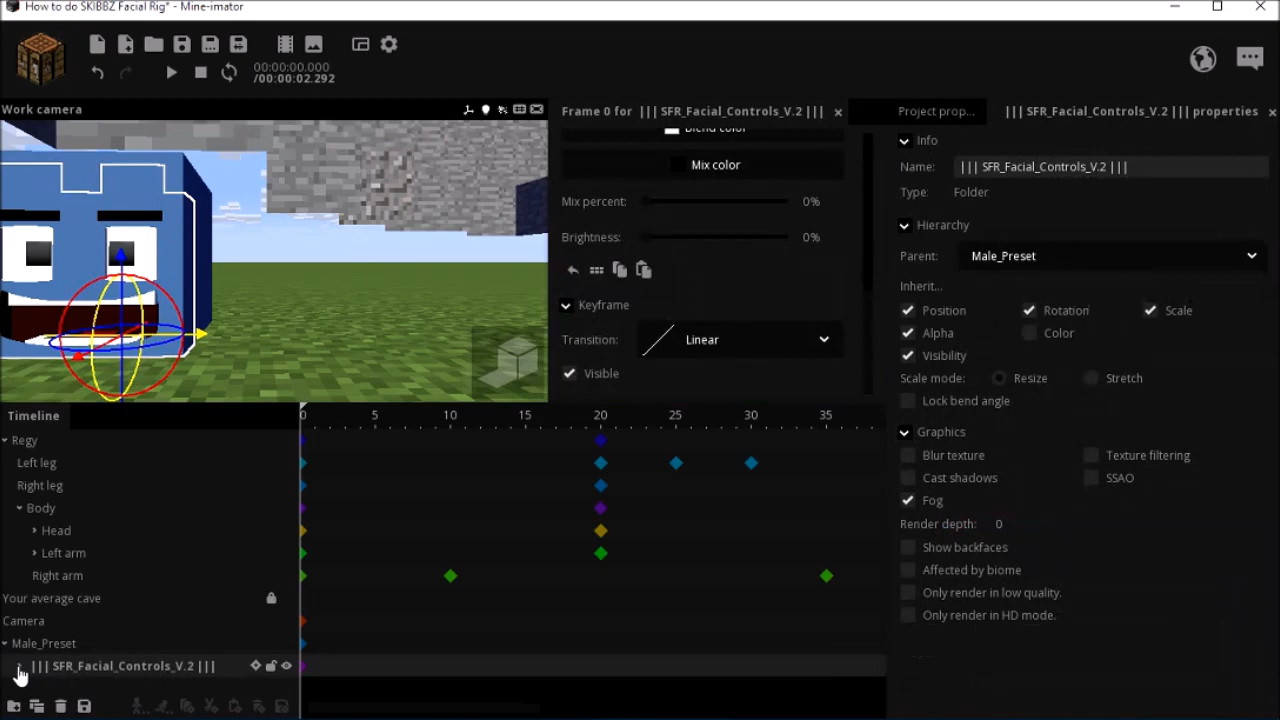 How to do SKIBBZ Facial Rig* - Mine-imator
00:00:00.000
/00:00:02.292
Work camera
Frame 0 for ||| SFR_Facial_Controls_V.2 |||
Blend color
Mix color
Mix percent: 0%
Brightness: 0%
Keyframe
Transition: Linear
Visible
Project prop...
||| SFR_Facial_Controls_V.2 ||| properties
Info
Name: ||| SFR_Facial_Controls_V.2 |||
Type: Folder
Hierarchy
Parent: Male_Preset
Inherit...
Position Rotation Scale
Alpha Color
Visibility
Scale mode: Resize Stretch
Lock bend angle
Graphics
Blur texture Texture filtering
Cast shadows SSAO
Fog
Render depth: 0
Show backfaces
Affected by biome
Only render in low quality.
Only render in HD mode.
Timeline
0 5 10 15 20 25 30 35
Regy
Left leg
Right leg
Body
Head
Left arm
Right arm
Your average cave
Camera
Male_Preset
||| SFR_Facial_Controls_V.2 |||